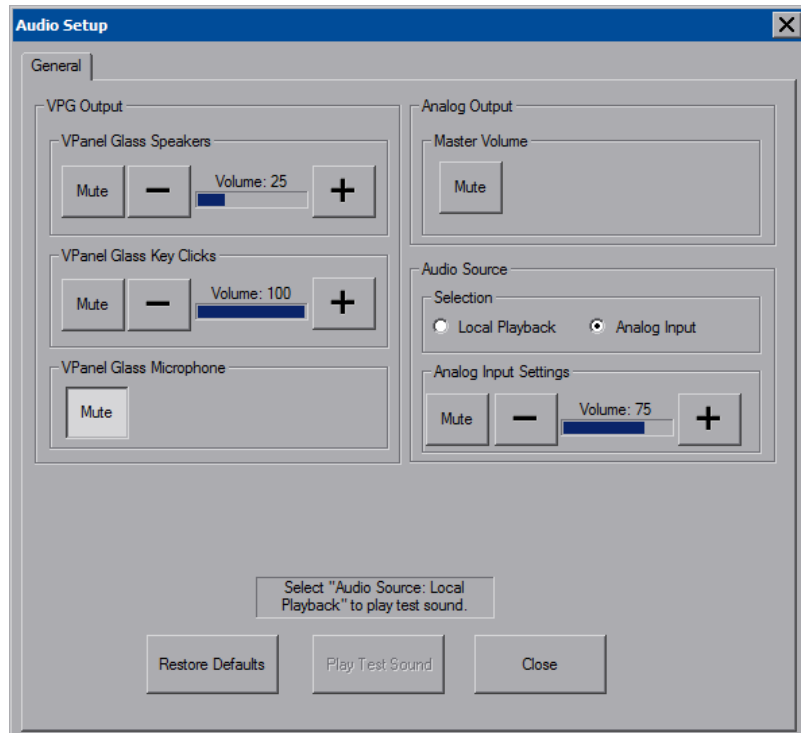 Audio Setup
General
VPG Output
VPanel Glass Speakers
Mute
Volume: 25
VPanel Glass Key Clicks
Mute
Volume: 100
VPanel Glass Microphone
Mute
Analog Output
Master Volume
Mute
Audio Source
Selection
Local Playback
Analog Input
Analog Input Settings
Mute
Volume: 75
Select "Audio Source: Local
Playback" to play test sound.
Restore Defaults
Play Test Sound
Close